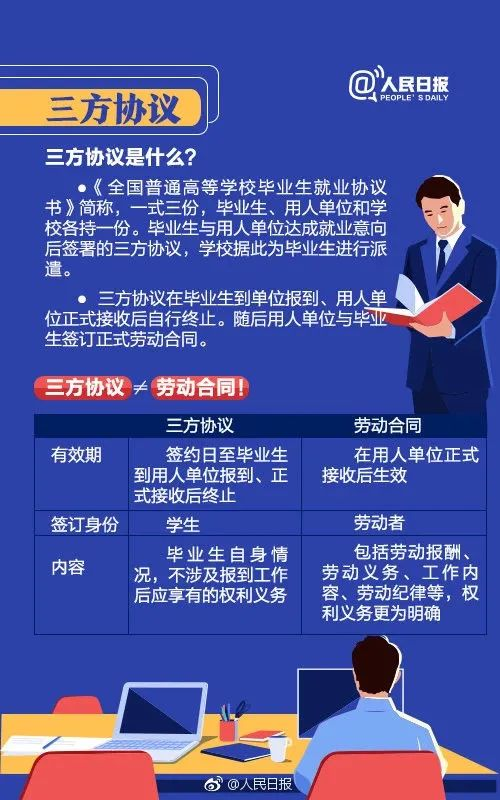 人民日报
PEOPLE'S DAILY
三方协议
三方协议是什么？
●《全国普通高等学校毕业生就业协议
书》简称，一式三份，毕业生、用人单位和学
校各持一份。毕业生与用人单位达成就业意向
后签署的三方协议，学校据此为毕业生进行派
遣。
● 三方协议在毕业生到单位报到、用人单
位正式接收后自行终止。随后用人单位与毕业
生签订正式劳动合同。
三方协议 ≠ 劳动合同！
三方协议 劳动合同
有效期
签约日至毕业生
到用人单位报到、正
式接收后终止
在用人单位正式
接收后生效
签订身份 学生 劳动者
内容
毕业生自身情
况，不涉及报到工作
后应享有的权利义务
包括劳动报酬、
劳动义务、工作内
容、劳动纪律等，权
利义务更为明确
@人民日报